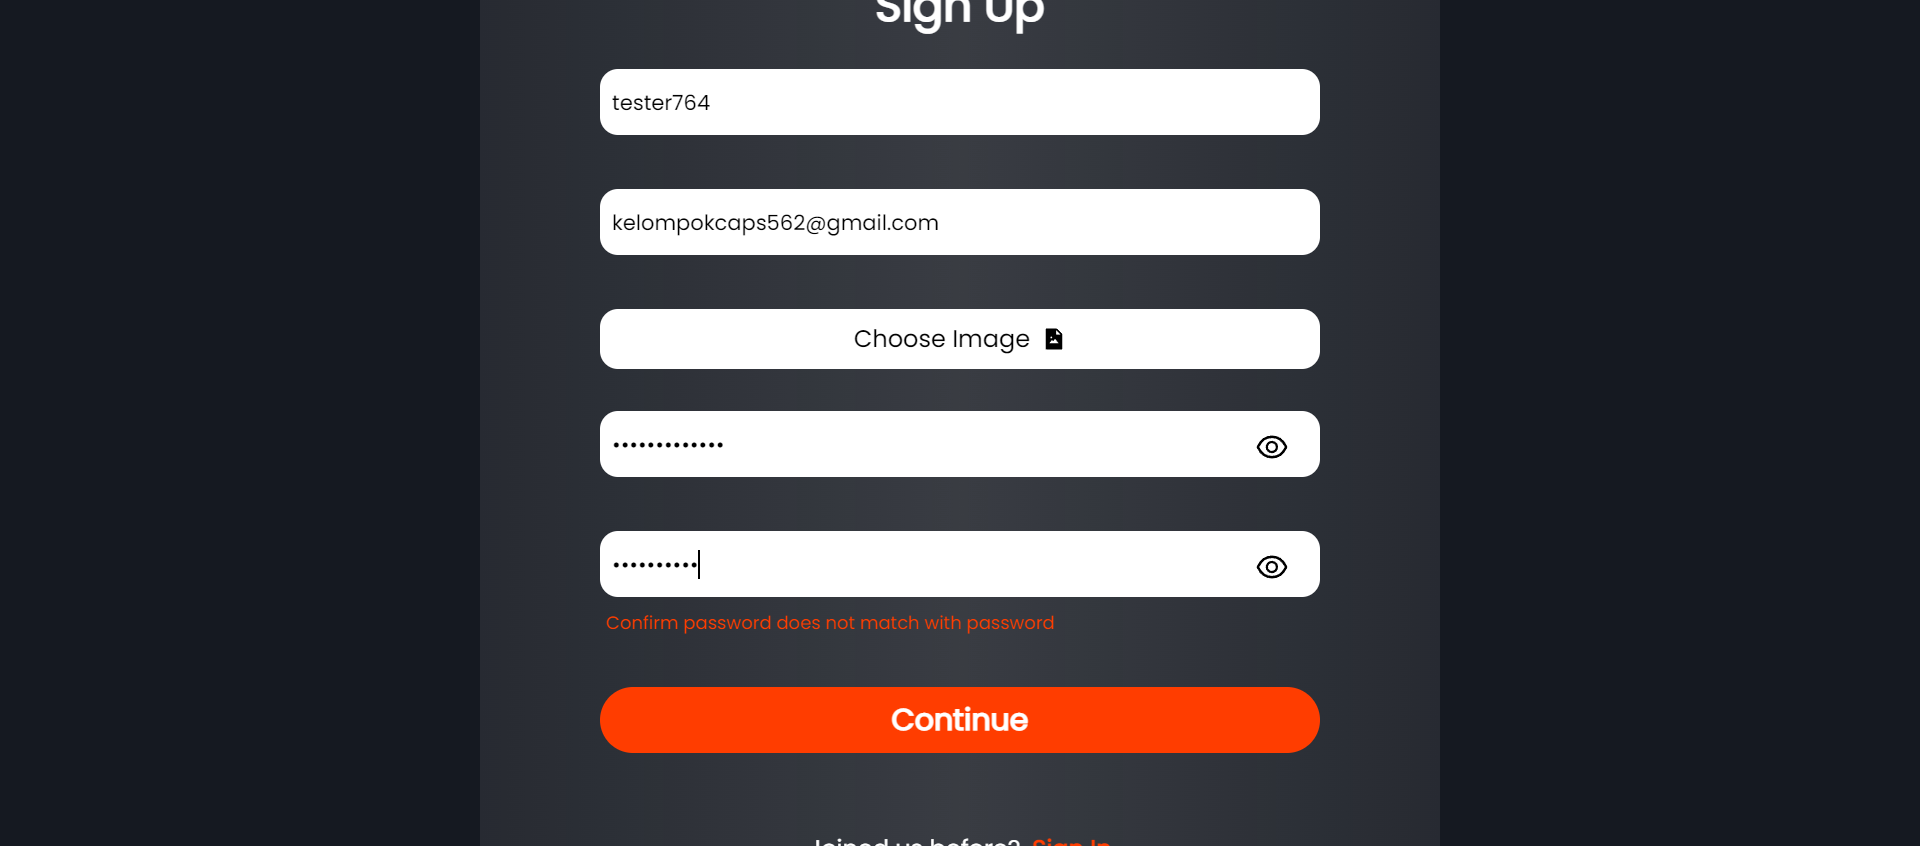 Sign Up
tester764
kelompokcaps562@gmail.com
Choose Image
•••••••••••••
••••••••••
Confirm password does not match with password
Continue
Joined us before? Sign In